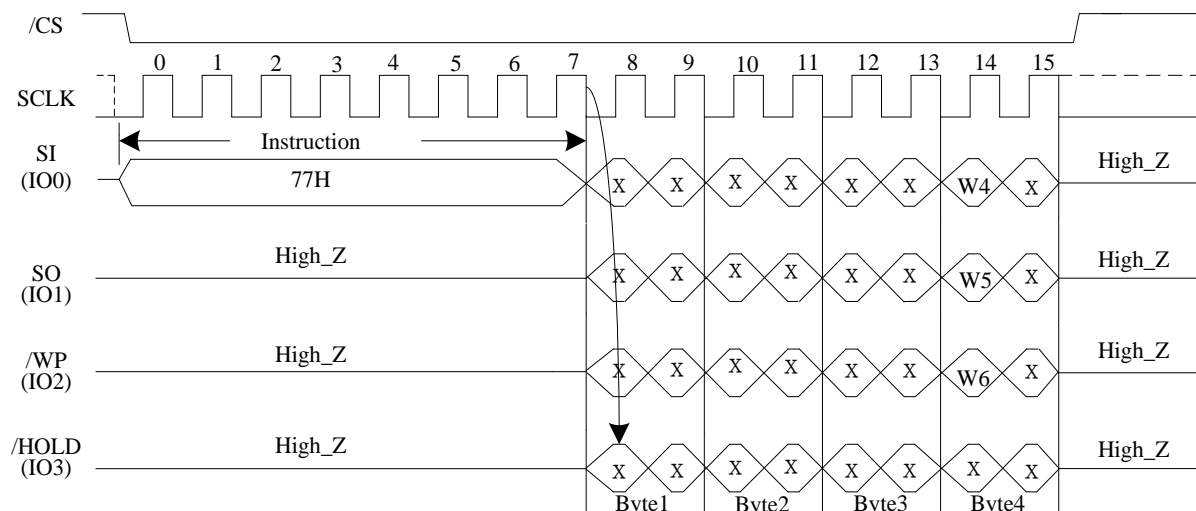 /CS
0 1 2 3 4 5 6 7 8 9 10 11 12 13 14 15
SCLK
Instruction
SI
(IO0)
77H
X X X X X X W4 X
High_Z
SO
(IO1)
High_Z
X X X X X X W5 X
High_Z
/WP
(IO2)
High_Z
X X X X X X W6 X
High_Z
/HOLD
(IO3)
High_Z
X X X X X X X X
High_Z
Byte1 Byte2 Byte3 Byte4